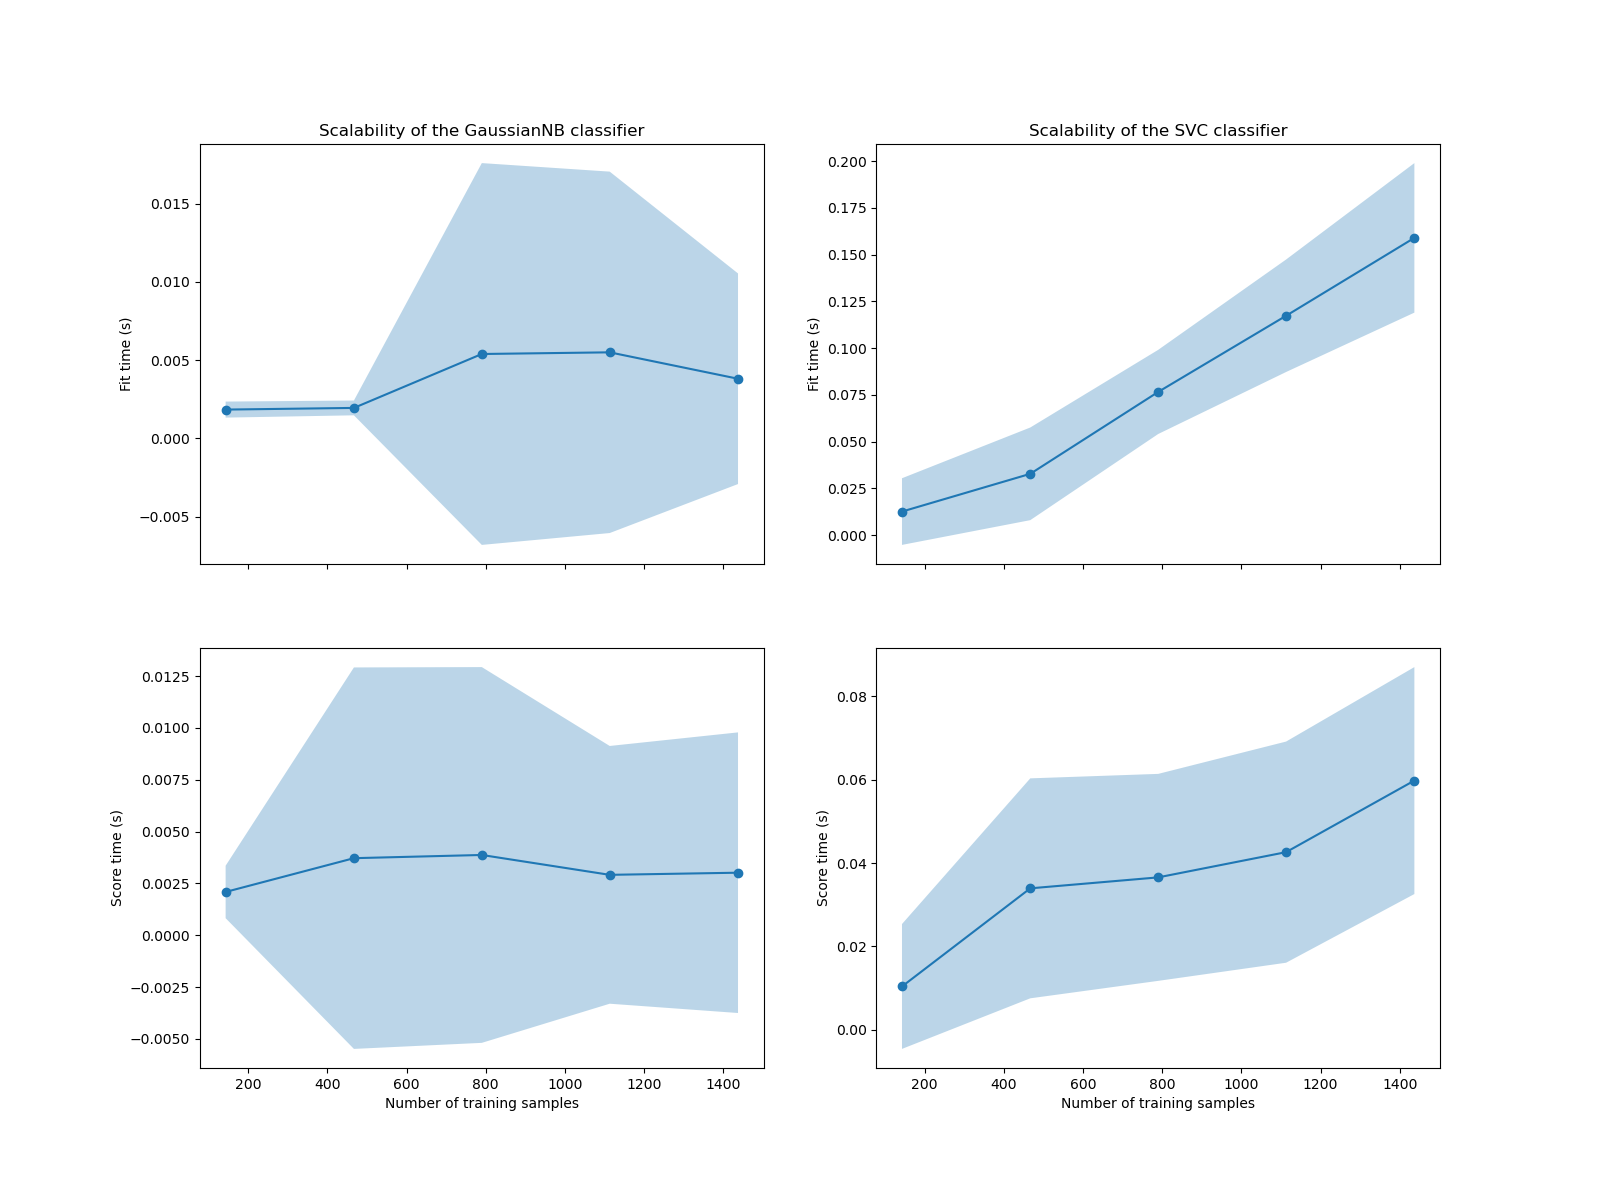 Scalability of the GaussianNB classifier
Fit time (s)
0.015
0.010
0.005
0.000
−0.005
Scalability of the SVC classifier
Fit time (s)
0.200
0.175
0.150
0.125
0.100
0.075
0.050
0.025
0.000
Score time (s)
0.0125
0.0100
0.0075
0.0050
0.0025
0.0000
−0.0025
−0.0050
200 400 600 800 1000 1200 1400
Number of training samples
Score time (s)
0.08
0.06
0.04
0.02
0.00
200 400 600 800 1000 1200 1400
Number of training samples